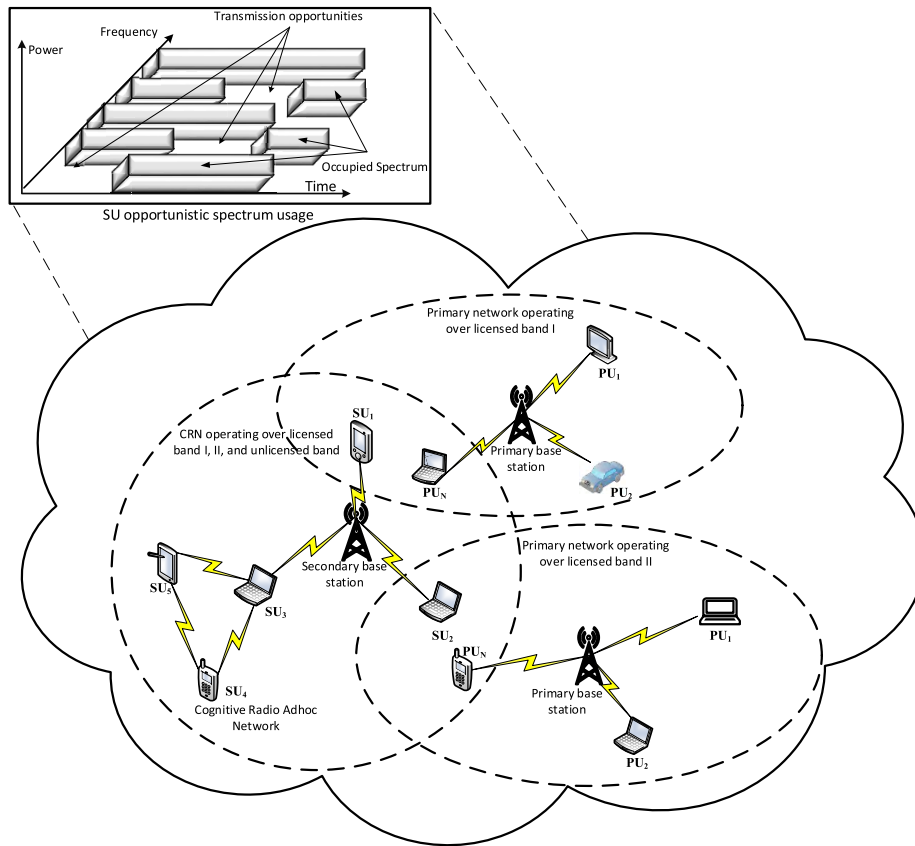 Transmission opportunities
Frequency
Power
Occupied Spectrum
Time
SU opportunistic spectrum usage
Primary network operating
over licensed band I
PU₁
SU₁
CRN operating over licensed
band I, II, and unlicensed band
Primary base
station
PU_N
PU₂
Primary network operating
over licensed band II
Secondary base
station
SU₅
SU₃
SU₂
PU₁
PU_N
SU₄
Primary base
station
Cognitive Radio Adhoc
Network
PU₂